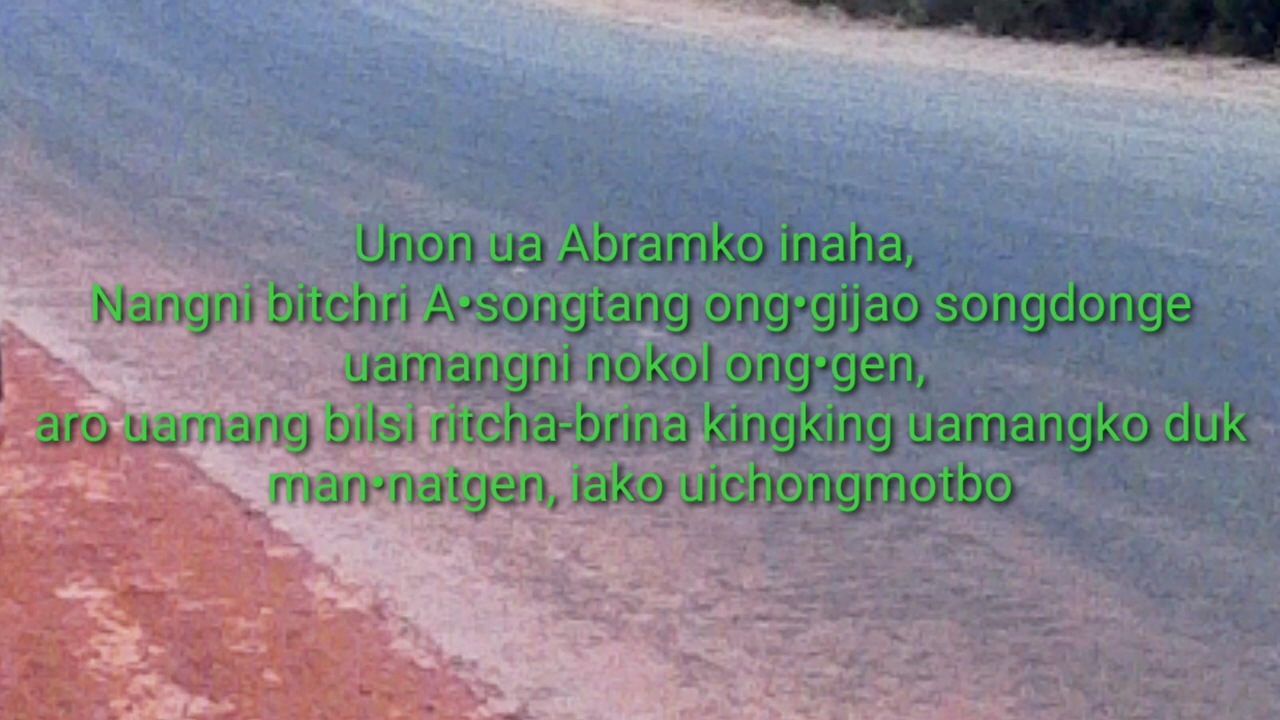 Unon ua Abramko inaha,
Nangni bitchri A•songtang ong•gijao songdonge
uamangni nokol ong•gen,
aro uamang bilsi ritcha-brina kingking uamangko duk
man•natgen, iako uichongmotbo